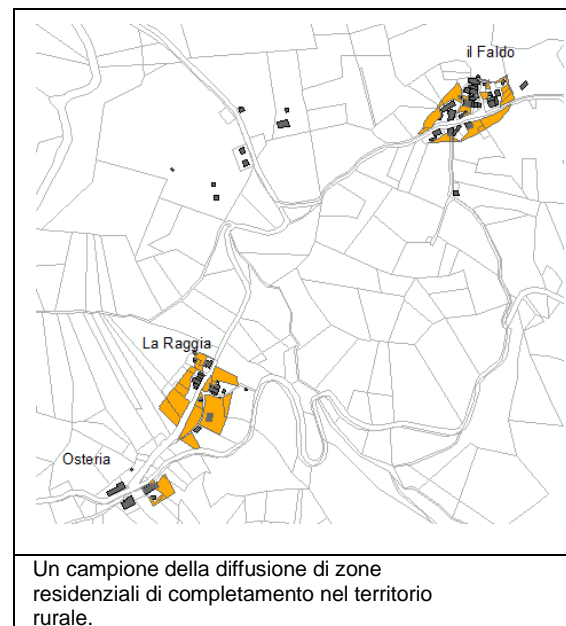 il Faldo
La Raggia
Osteria
Un campione della diffusione di zone
residenziali di completamento nel territorio
rurale.